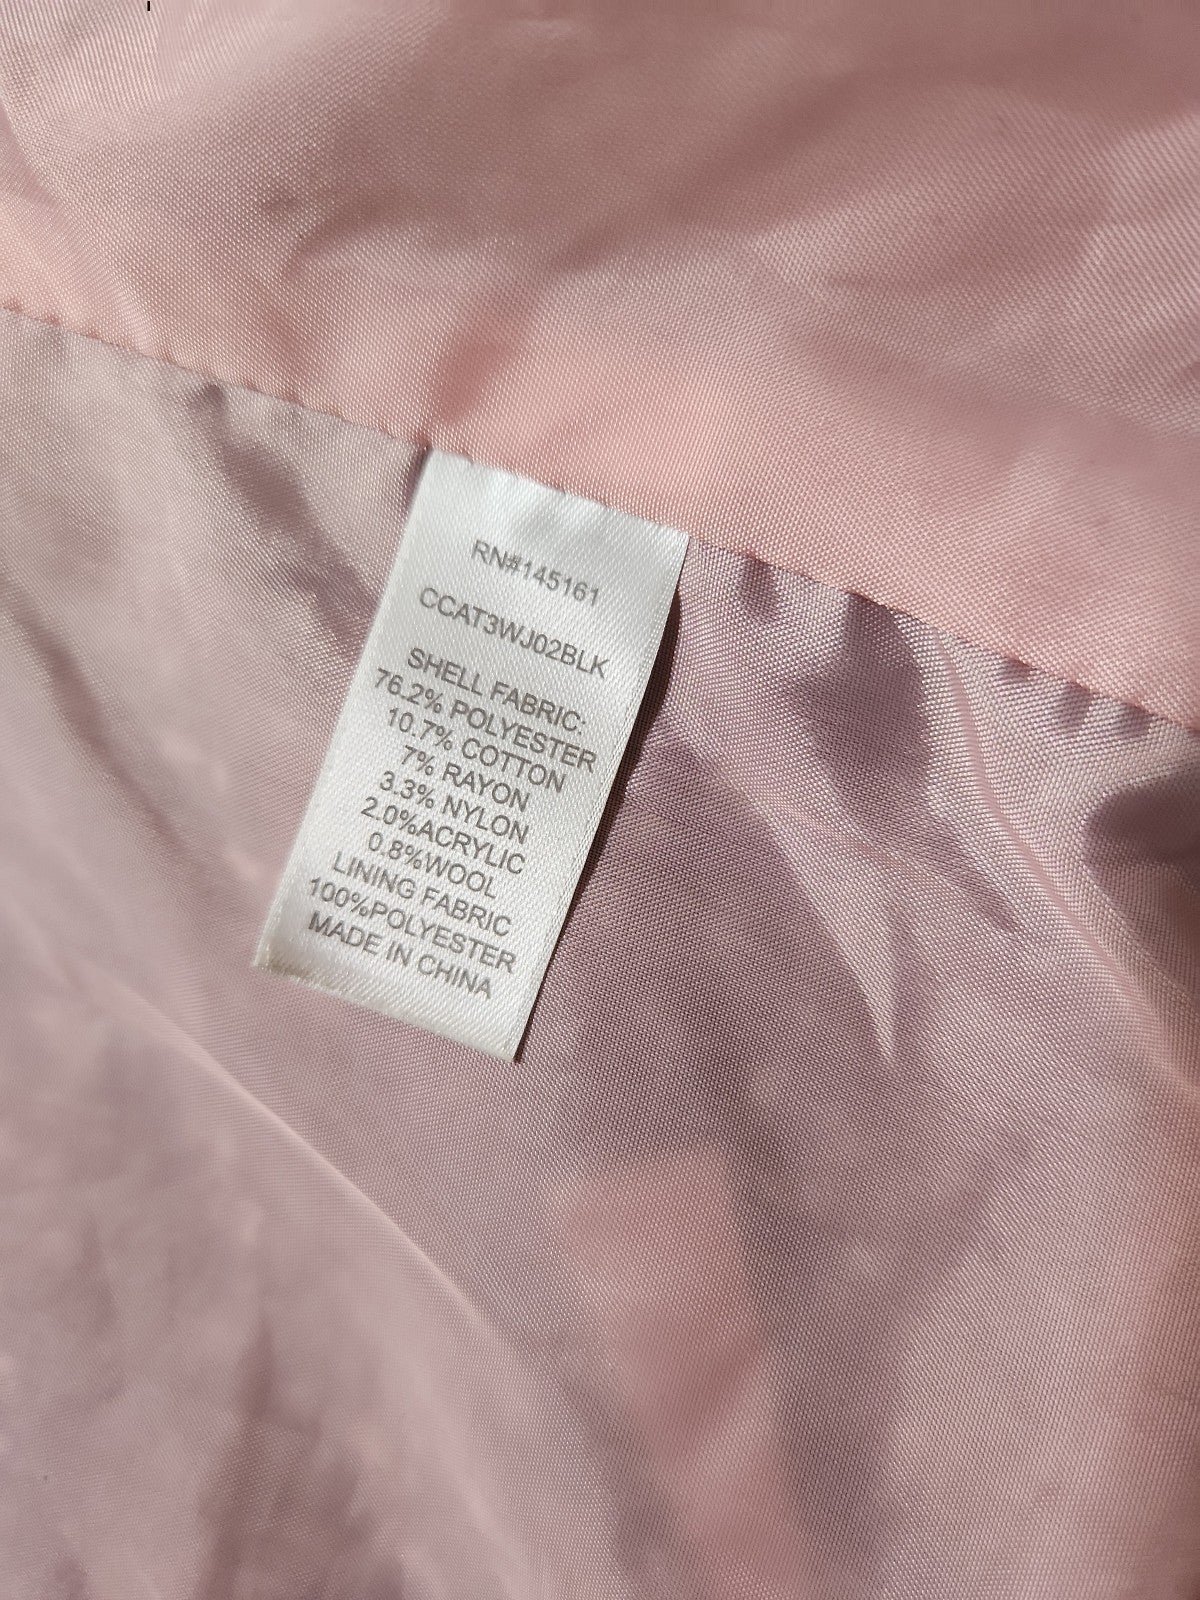 RN#145161
CCAT3WJ02BLK
SHELL FABRIC:
76.2% POLYESTER
10.7% COTTON
7% RAYON
3.3% NYLON
2.0%ACRYLIC
0.8%WOOL
LINING FABRIC
100%POLYESTER
MADE IN CHINA